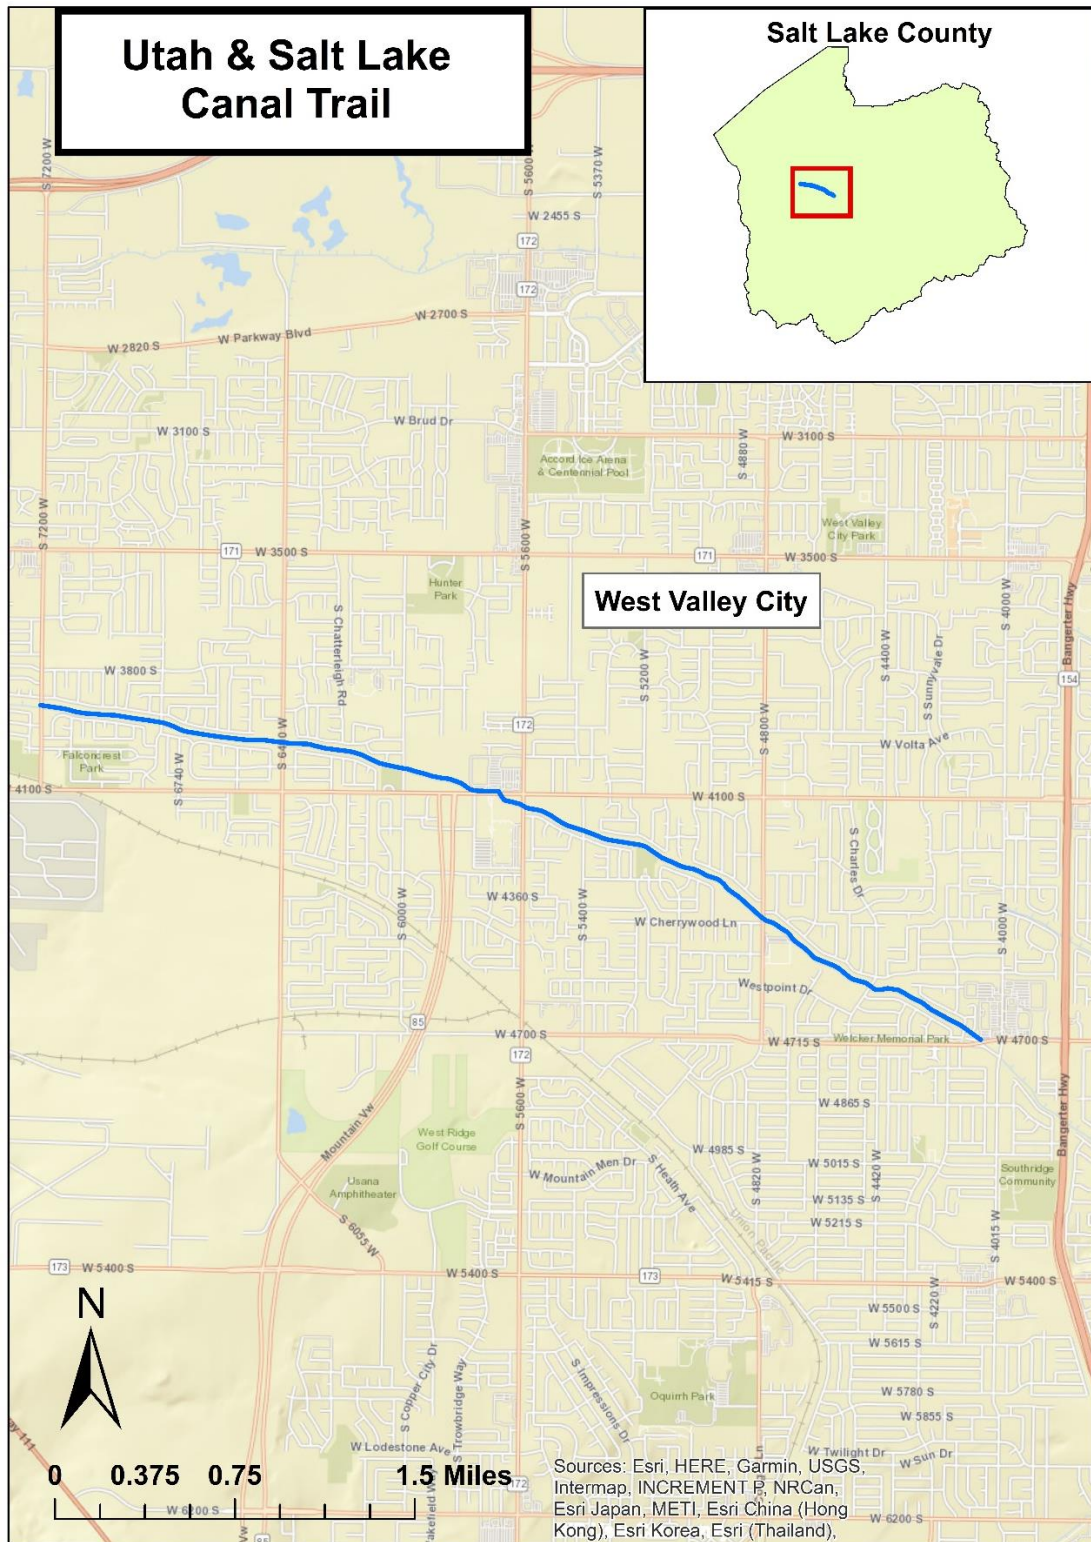 Utah & Salt Lake
Canal Trail
Salt Lake County
S 7200 W
S 5600 W
S 5370 W
W 2455 S
172
172
W 2700 S
W Parkway Blvd
W 2820 S
W Brud Dr
W 3100 S
W 3100 S
S 4880 W
Accord Ice Arena
& Centennial Pool
S 7200 W
S 5600 W
West Valley
City Park
171
W 3500 S
171
W 3500 S
Hunter
Park
West Valley City
S 4000 W
Bangerter Hwy
S Chatterleigh Rd
S 5200 W
S 4400 W
S Sunnyvale Dr
W 3800 S
154
172
S 4800 W
W Volta Ave
Falconcrest
Park
S 6740 W
4100 S
W 4100 S
S Charles Dr
W 4360 S
S 6000 W
S 5400 W
W Cherrywood Ln
S 4000 W
Westpoint Dr
85
W 4700 S
172
W 4715 S
Welcker Memorial Park
W 4700 S
S 5600 W
W 4865 S
Mountain Vw
West Ridge
Golf Course
W 4985 S
W 5015 S
Bangerter Hwy
W Mountain Men Dr
S Heath Ave
S 4820 W
S 4420 W
Southridge
Community
Usana
Amphitheater
W 5135 S
S 6055 W
W 5215 S
Union Pacific
S 4015 W
173
W 5400 S
W 5400 S
173
W 5415 S
W 5400 S
N
S 4220 W
W 5500 S
W 5615 S
S Copper City Dr
S Trowbridge Way
S Impressions Dr
Oquirrh Park
W 5780 S
W 5855 S
W Lodestone Ave
W Twilight Dr
W Sun Dr
0 0.375 0.75 1.5 Miles
172
W 6200 S
85
W 6200 S
Sources: Esri, HERE, Garmin, USGS,
Intermap, INCREMENT P, NRCan,
Esri Japan, METI, Esri China (Hong
Kong), Esri Korea, Esri (Thailand),